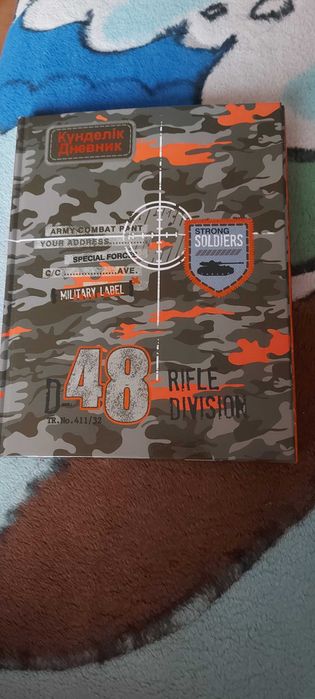 Күнделік
Дневник
ARMY COMBAT PANT
YOUR ADDRESS
SPECIAL FORC
C/C ................. AVE.
MILITARY LABEL
STRONG
SOLDIERS
D 48 RIFLE
DIVISION
TR.No.411/32